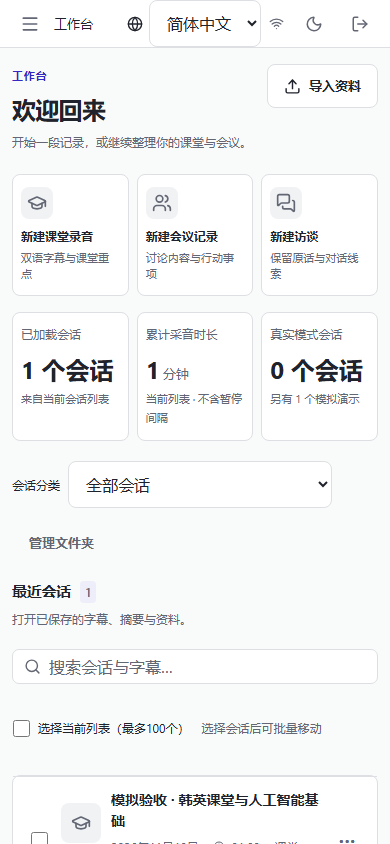 工作台
简体中文
工作台
导入资料
欢迎回来
开始一段记录，或继续整理你的课堂与会议。
新建课堂录音
双语字幕与课堂重
点
新建会议记录
讨论内容与行动事
项
新建访谈
保留原话与对话线
索
已加载会话
1 个会话
来自当前会话列表
累计采音时长
1 分钟
当前列表 · 不含暂停
间隔
真实模式会话
0 个会话
另有 1 个模拟演示
会话分类
全部会话
管理文件夹
最近会话 1
打开已保存的字幕、摘要与资料。
搜索会话与字幕...
选择当前列表（最多100个）
选择会话后可批量移动
模拟验收 · 韩英课堂与人工智能基
础